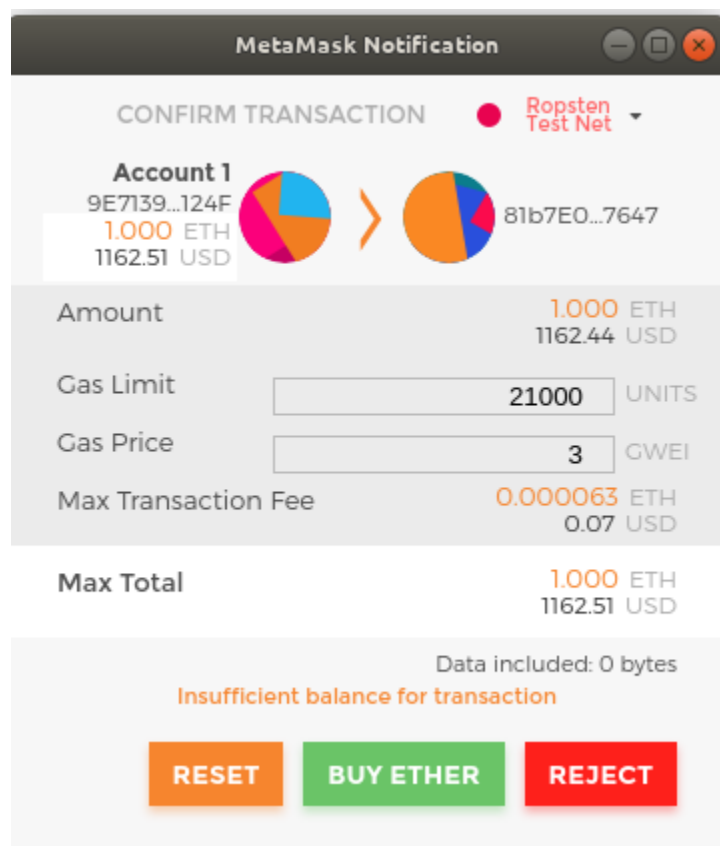 MetaMask Notification
CONFIRM TRANSACTION
Ropsten
Test Net
Account 1
9E7139...124F
1.000 ETH
1162.51 USD
81b7E0...7647
Amount
1.000 ETH
1162.44 USD
Gas Limit
21000 UNITS
Gas Price
3 GWEI
Max Transaction Fee
0.000063 ETH
0.07 USD
Max Total
1.000 ETH
1162.51 USD
Data included: 0 bytes
Insufficient balance for transaction
RESET BUY ETHER REJECT